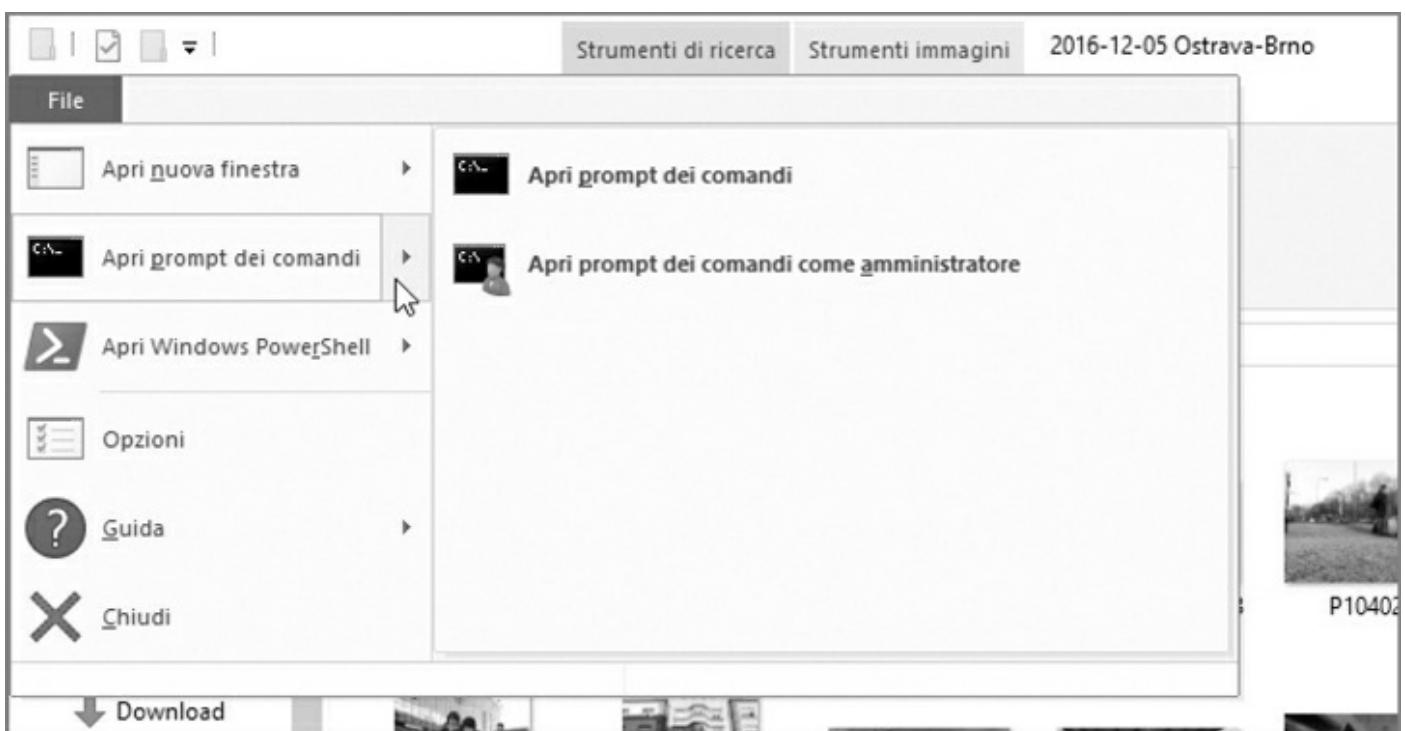 Strumenti di ricerca Strumenti immagini 2016-12-05 Ostrava-Brno
File
Apri nuova finestra
Apri prompt dei comandi
Apri Windows PowerShell
Opzioni
Guida
Chiudi
Apri prompt dei comandi
Apri prompt dei comandi come amministratore
P10402
Download